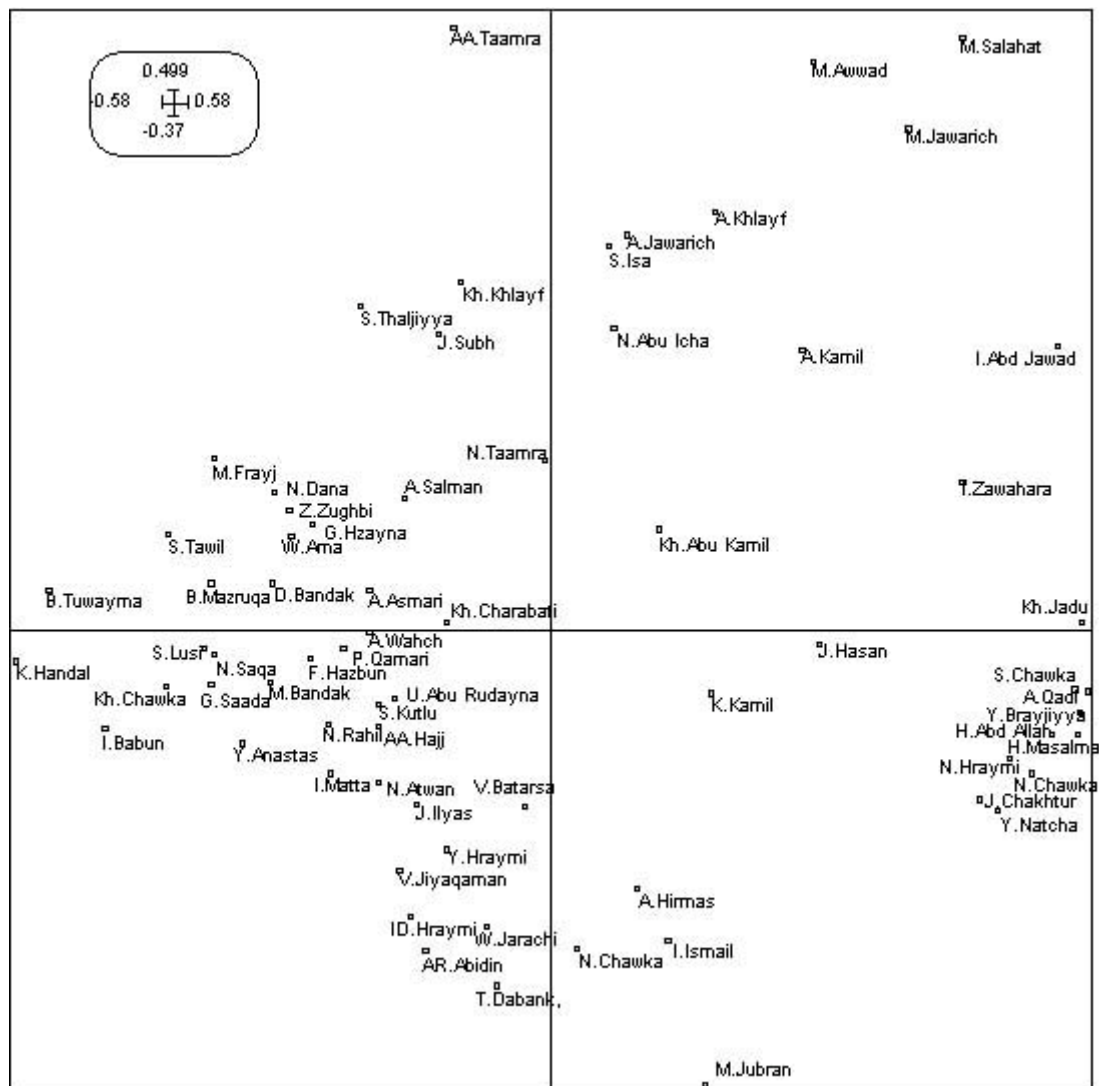 AA.Taamra
M.Salahat
M.Awwad
0.499
-0.58 0.58
-0.37
M.Jawarich
A.Khlayf
A.Jawarich
S.Isa
Kh.Khlayf
S.Thaljiyya
J.Subh
N.Abu Icha
A.Kamil
I.Abd Jawad
N.Taamra
M.Frayj
N.Dana
A.Salman
T.Zawahara
Z.Zughbi
G.Hzayna
S.Tawil
W.Ama
Kh.Abu Kamil
B.Tuwayma
B.Mazruqa
D.Bandak
A.Asmari
Kh.Charabati
Kh.Jadu
A.Wahch
J.Hasan
S.Lusi
P.Qamari
K.Handal
N.Saqa
F.Hazbun
S.Chawka
Kh.Chawka
G.Saada
M.Bandak
U.Abu Rudayna
K.Kamil
A.Qadi
S.Kutlu
Y.Brayjiyya
I.Babun
N.Rahil
AA.Hajj
H.Abd Allah
Y.Anastas
H.Masalma
N.Hraymi
I.Matta
N.Atwan
V.Batarsa
N.Chawka
J.Ilyas
J.Chakhtur
Y.Natcha
Y.Hraymi
V.Jiyaqaman
A.Hirmas
ID.Hraymi
W.Jarachi
I.Ismail
AR.Abidin
N.Chawka
T.Dabank,
M.Jubran